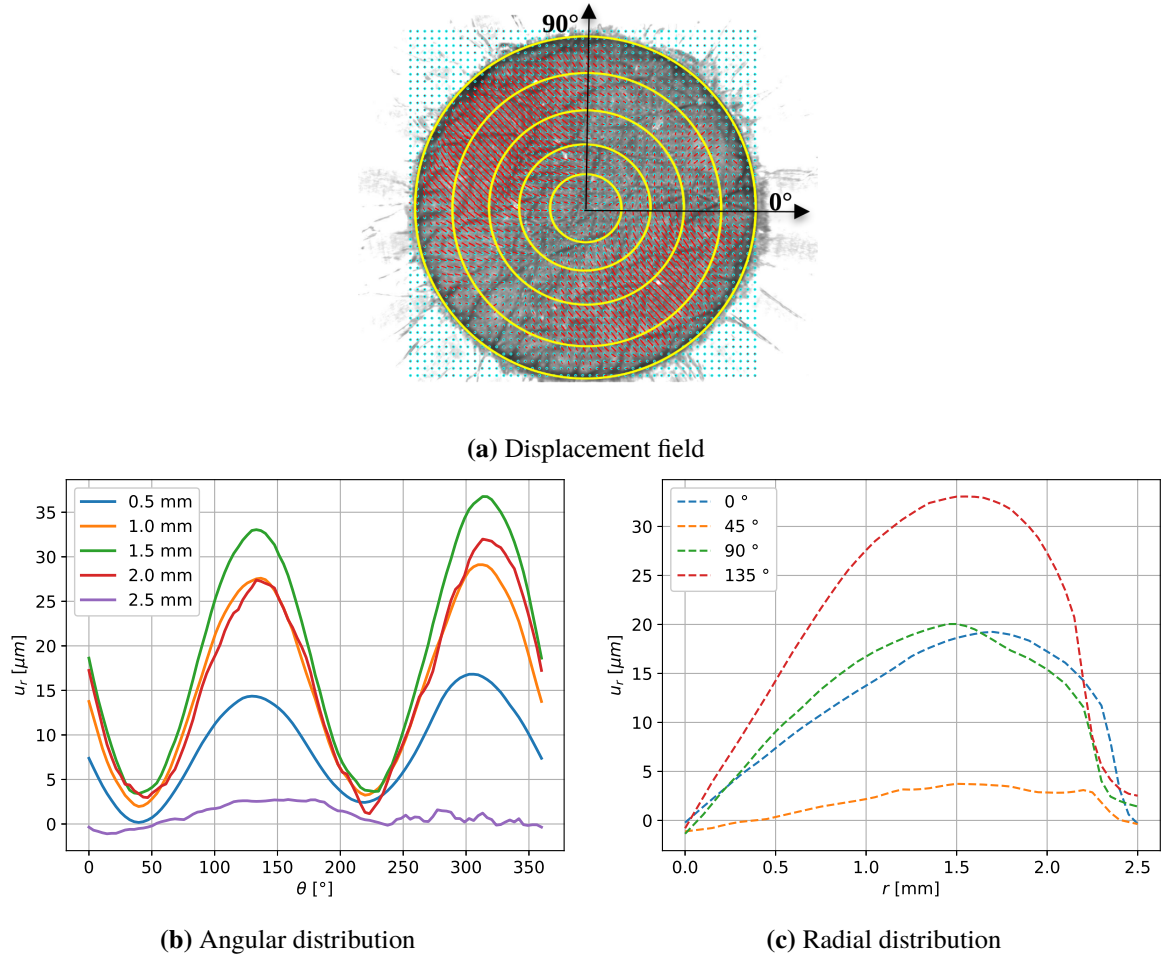 90°
0°
(a) Displacement field
0.5 mm
1.0 mm
1.5 mm
2.0 mm
2.5 mm
35
30
25
20
15
10
5
0
u_r [μm]
0 50 100 150 200 250 300 350
θ [°]
(b) Angular distribution
0 °
45 °
90 °
135 °
30
25
20
15
10
5
0
u_r [μm]
0.0 0.5 1.0 1.5 2.0 2.5
r [mm]
(c) Radial distribution